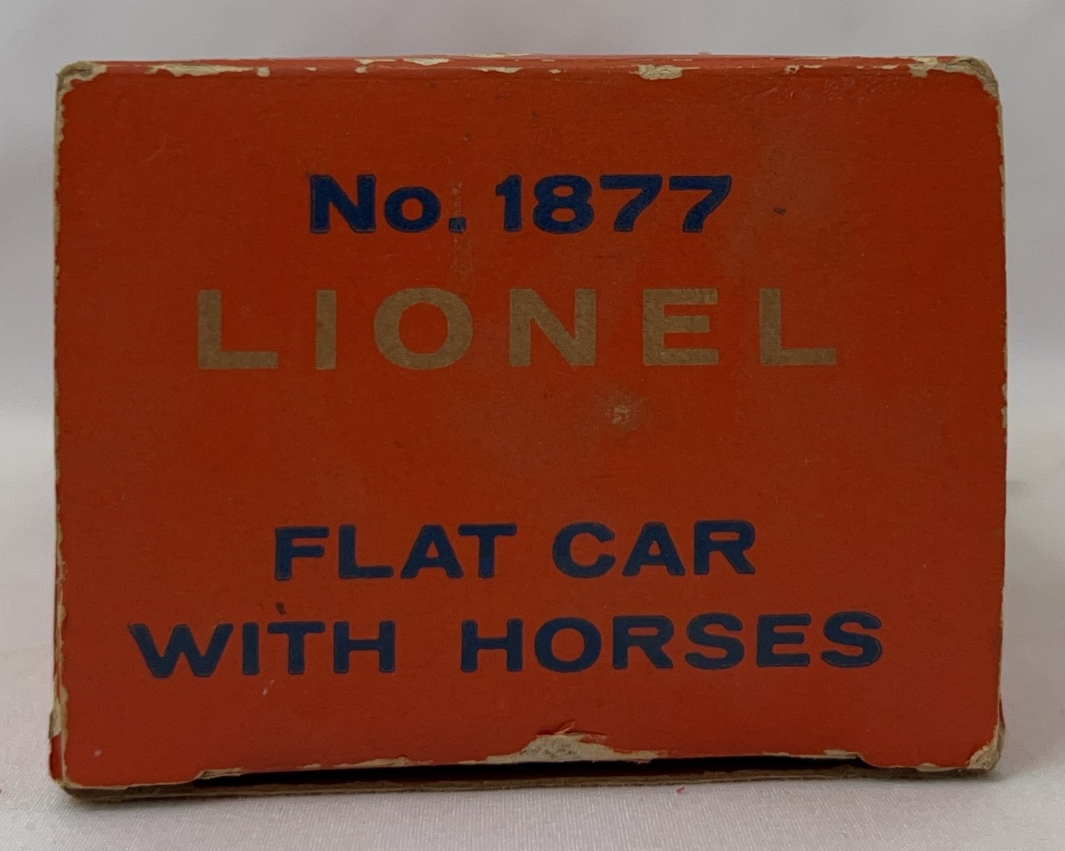 No. 1877
LIONEL
FLAT CAR
WITH HORSES